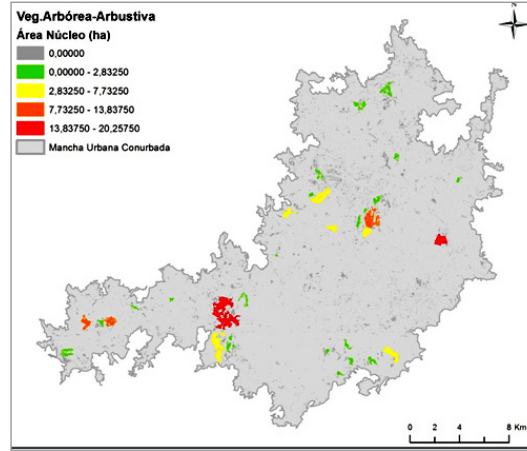 Veg.Arbórea-Arbustiva
Área Núcleo (ha)
0,00000
0,00000 - 2,83250
2,83250 - 7,73250
7,73250 - 13,83750
13,83750 - 20,25750
Mancha Urbana Conurbada
0 2 4 8 Km